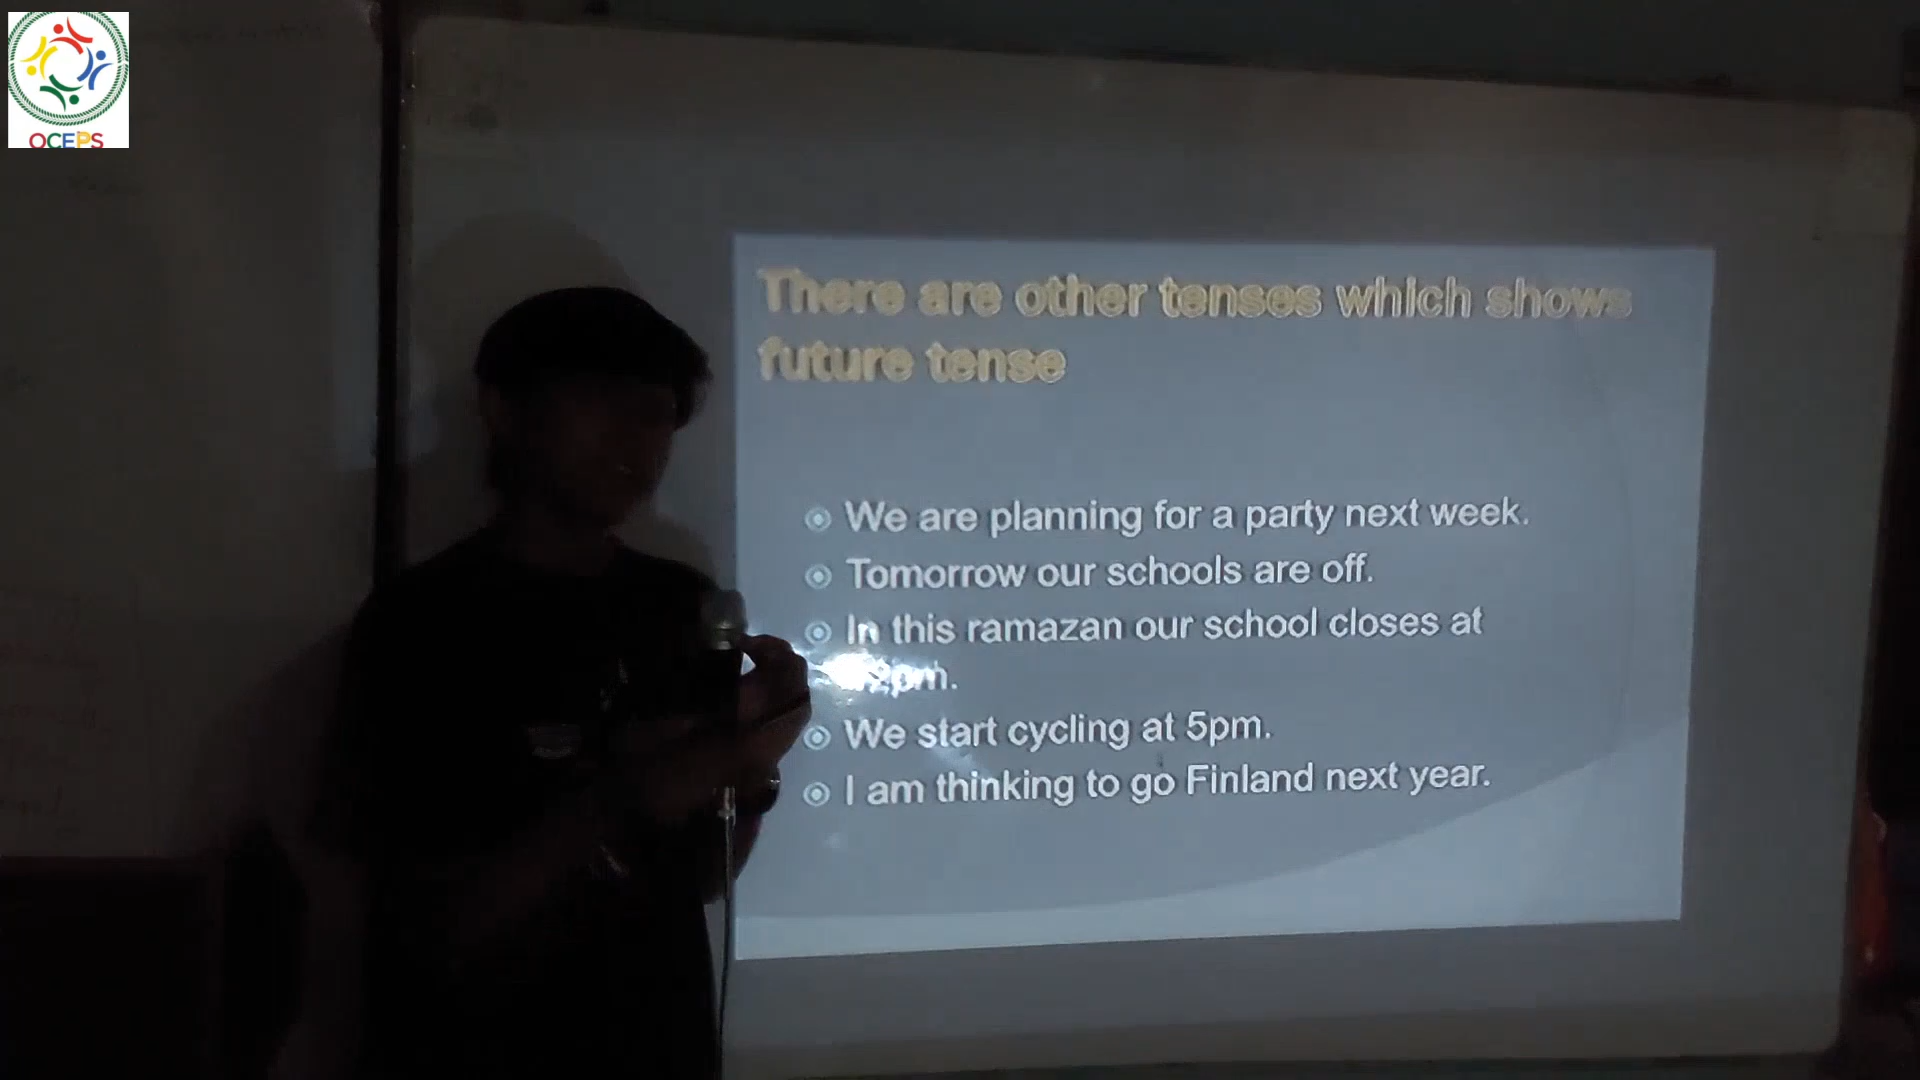 OCEPS
There are other tenses which shows
future tense
We are planning for a party next week.
Tomorrow our schools are off.
In this ramazan our school closes at
2pm.
We start cycling at 5pm.
I am thinking to go Finland next year.